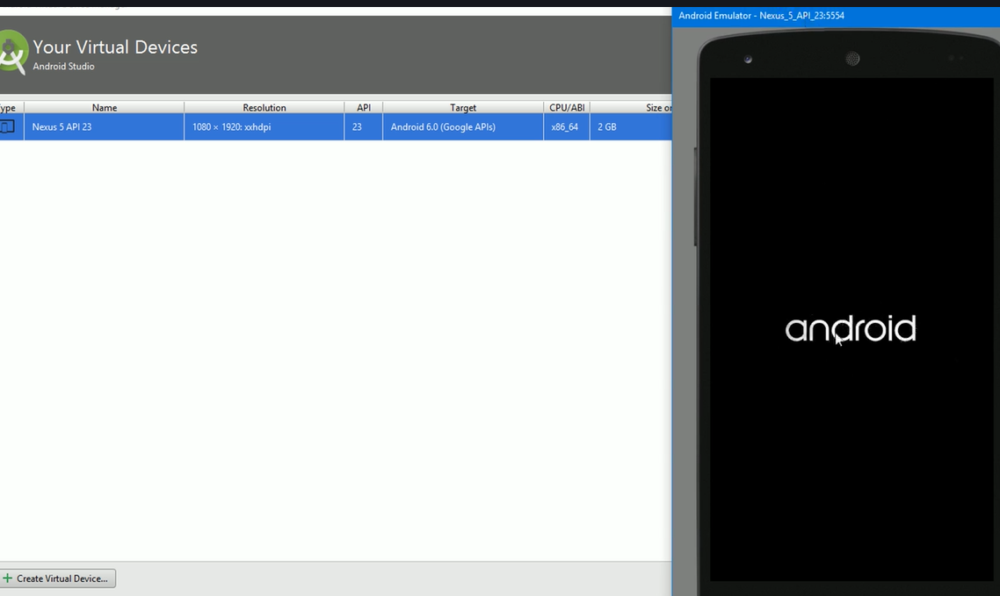 Your Virtual Devices
Android Studio
ype Name Resolution API Target CPU/ABI Size or
Nexus 5 API 23 1080 × 1920: xxhdpi 23 Android 6.0 (Google APIs) x86_64 2 GB
Create Virtual Device...
Android Emulator - Nexus_5_API_23:5554
android